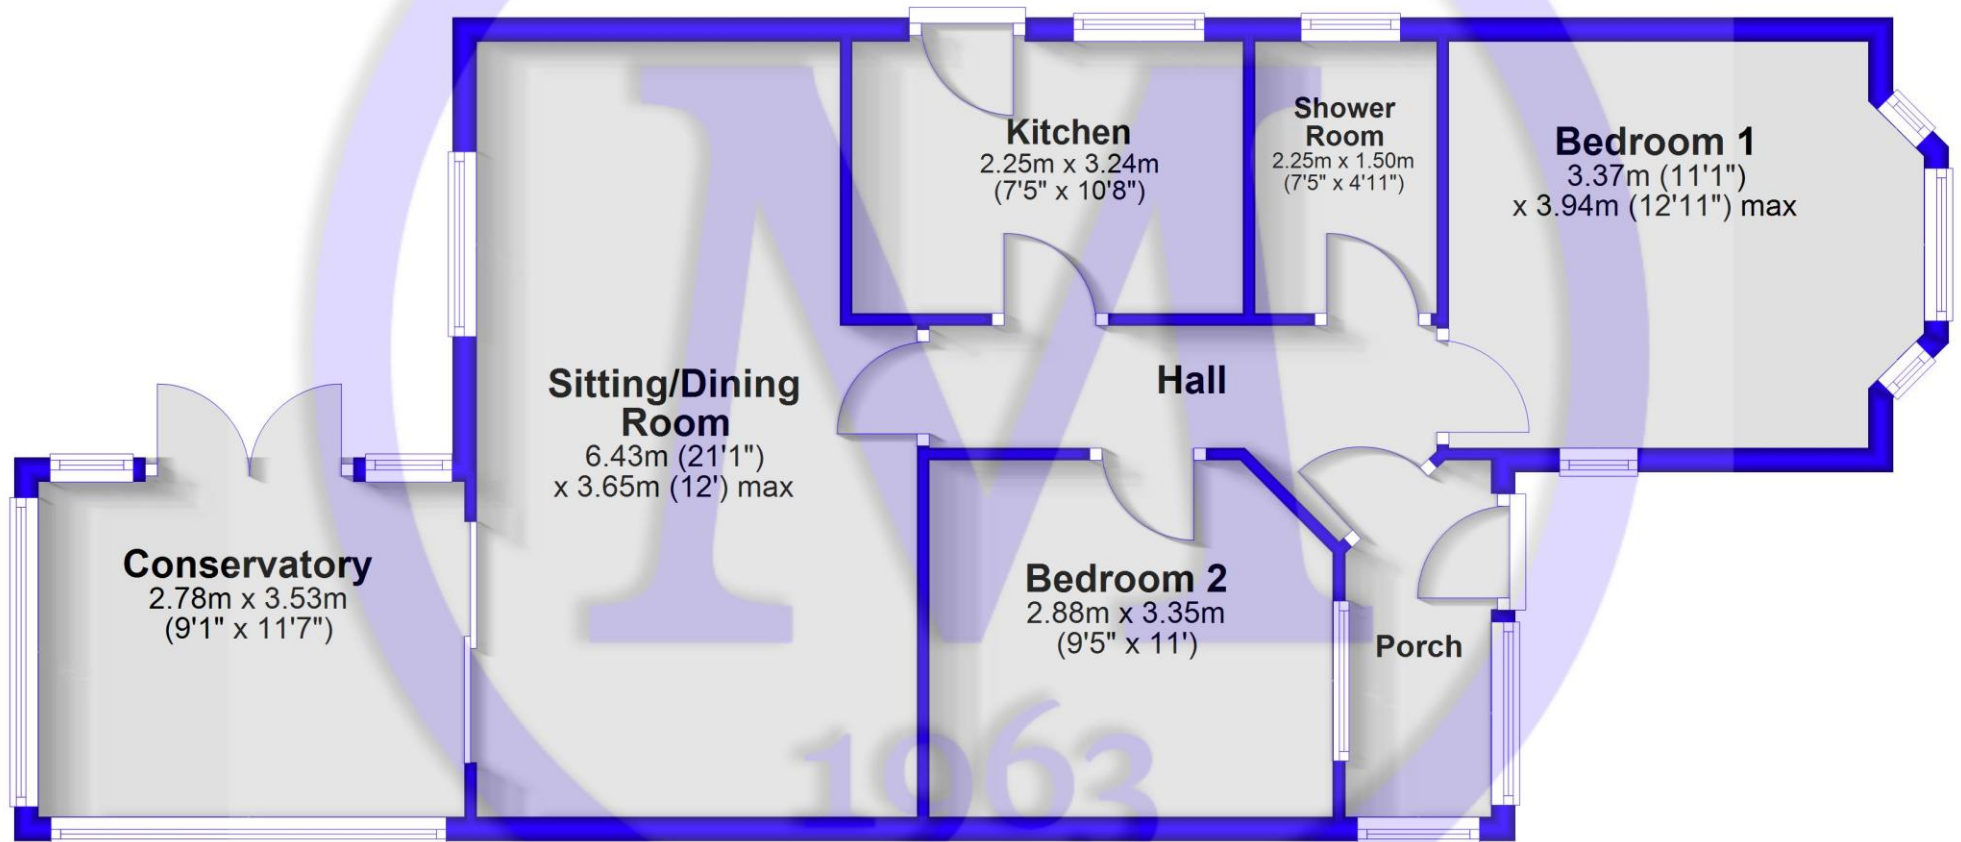 Kitchen
2.25m x 3.24m
(7'5" x 10'8")
Shower
Room
2.25m x 1.50m
(7'5" x 4'11")
Bedroom 1
3.37m (11'1")
x 3.94m (12'11") max
Sitting/Dining
Room
6.43m (21'1")
x 3.65m (12') max
Hall
Conservatory
2.78m x 3.53m
(9'1" x 11'7")
Bedroom 2
2.88m x 3.35m
(9'5" x 11')
Porch
M
1963